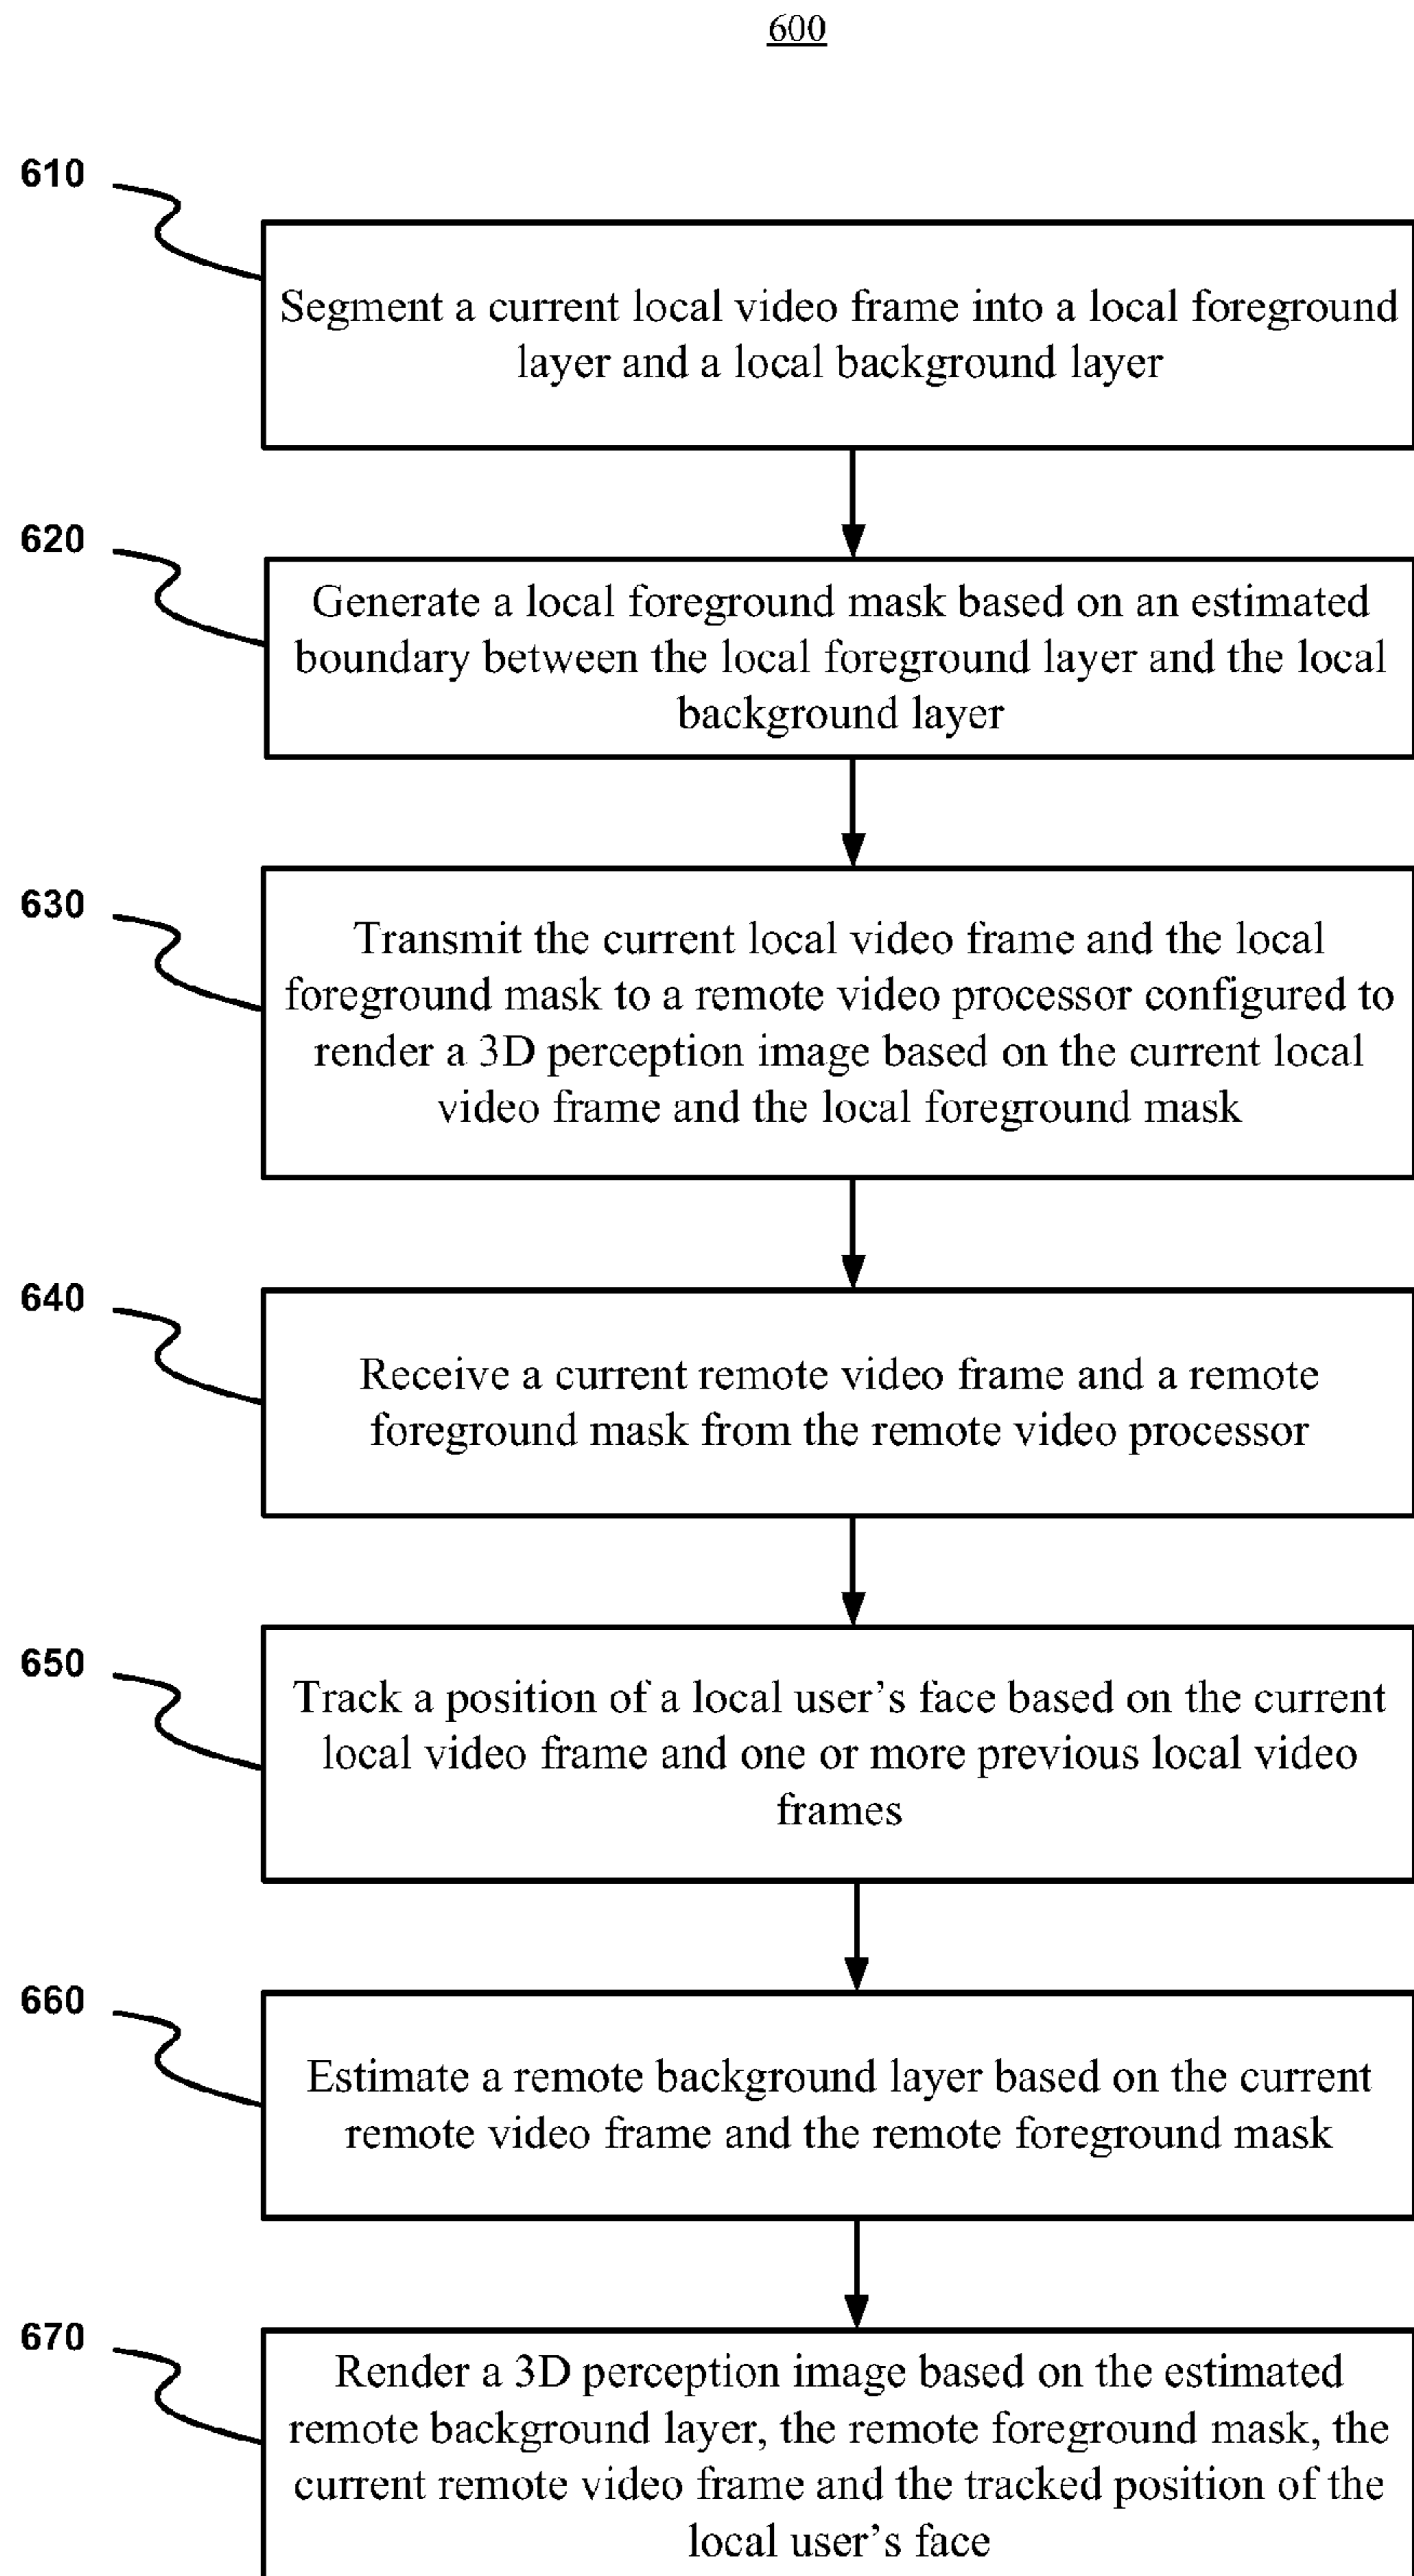 600
610
Segment a current local video frame into a local foreground
layer and a local background layer
620
Generate a local foreground mask based on an estimated
boundary between the local foreground layer and the local
background layer
630
Transmit the current local video frame and the local
foreground mask to a remote video processor configured to
render a 3D perception image based on the current local
video frame and the local foreground mask
640
Receive a current remote video frame and a remote
foreground mask from the remote video processor
650
Track a position of a local user's face based on the current
local video frame and one or more previous local video
frames
660
Estimate a remote background layer based on the current
remote video frame and the remote foreground mask
670
Render a 3D perception image based on the estimated
remote background layer, the remote foreground mask, the
current remote video frame and the tracked position of the
local user's face